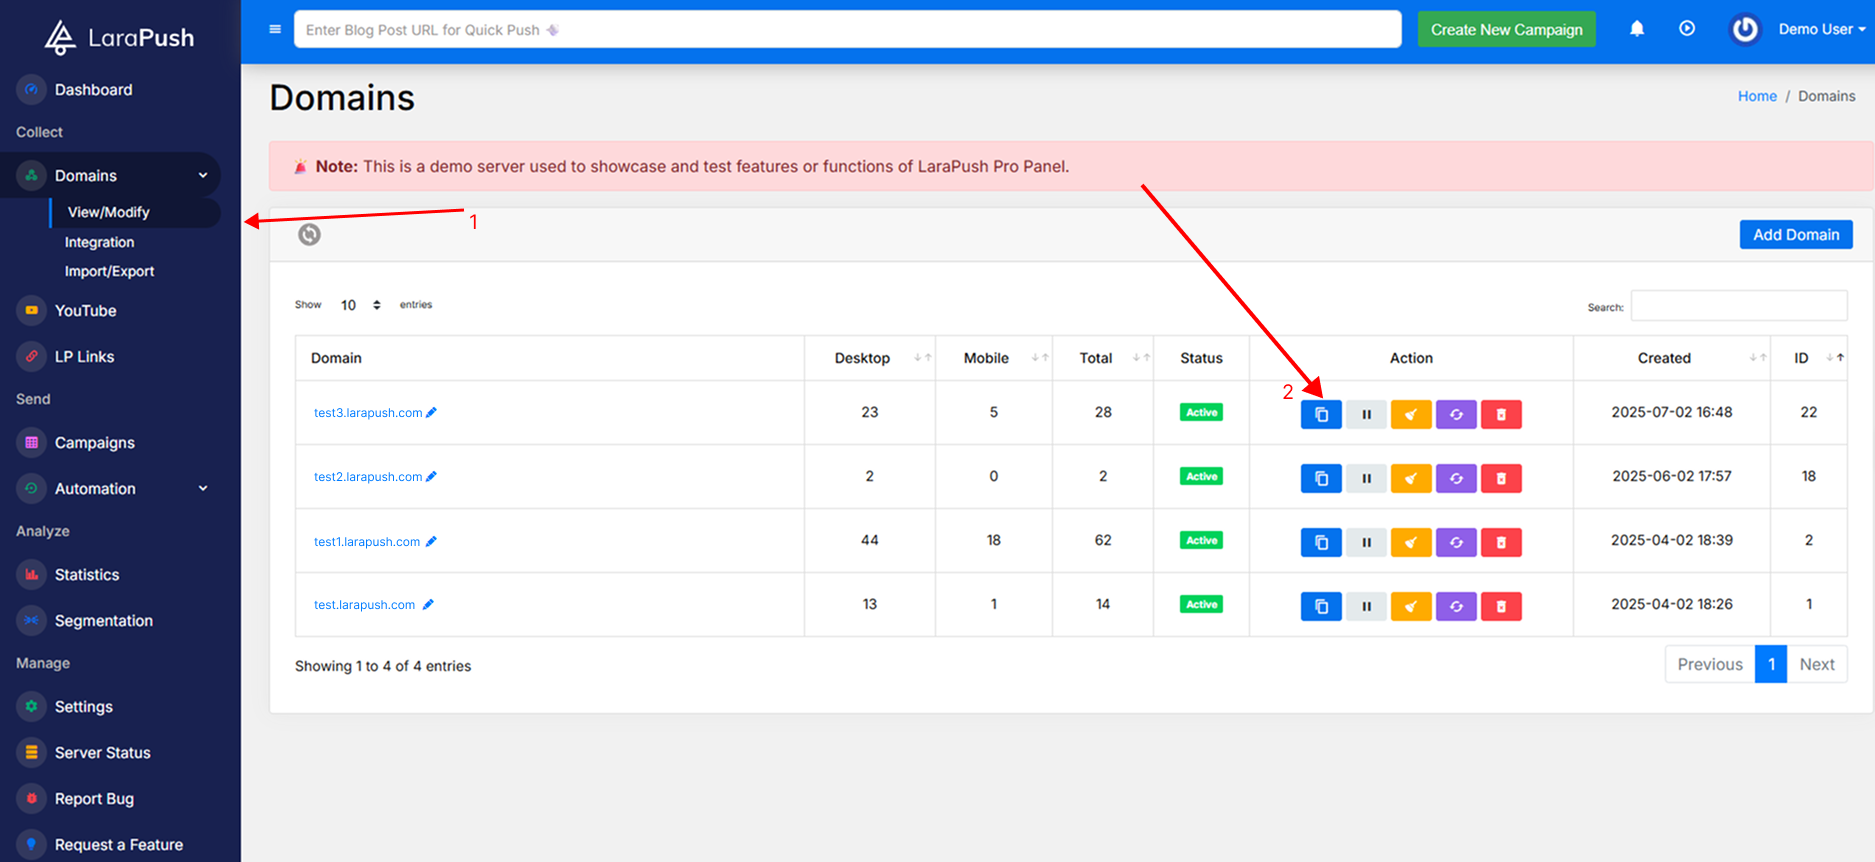 LaraPush
Enter Blog Post URL for Quick Push
Create New Campaign
Demo User
Dashboard
Collect
Domains
View/Modify
Integration
Import/Export
YouTube
LP Links
Send
Campaigns
Automation
Analyze
Statistics
Segmentation
Manage
Settings
Server Status
Report Bug
Request a Feature
Domains
Home / Domains
Note: This is a demo server used to showcase and test features or functions of LaraPush Pro Panel.
1
Add Domain
Show 10 entries
Search:
Domain Desktop Mobile Total Status Action Created ID
2
test3.larapush.com 23 5 28 Active 2025-07-02 16:48 22
test2.larapush.com 2 0 2 Active 2025-06-02 17:57 18
test1.larapush.com 44 18 62 Active 2025-04-02 18:39 2
test.larapush.com 13 1 14 Active 2025-04-02 18:26 1
Showing 1 to 4 of 4 entries
Previous 1 Next